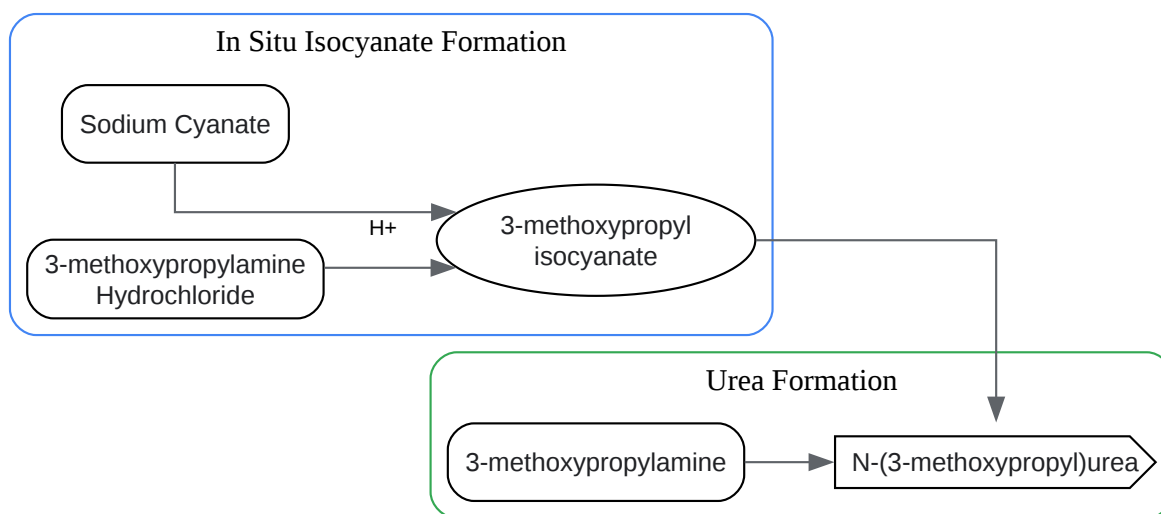 In Situ Isocyanate Formation
Sodium Cyanate
H+
3-methoxypropylamine
Hydrochloride
3-methoxypropyl
isocyanate
Urea Formation
3-methoxypropylamine
N-(3-methoxypropyl)urea